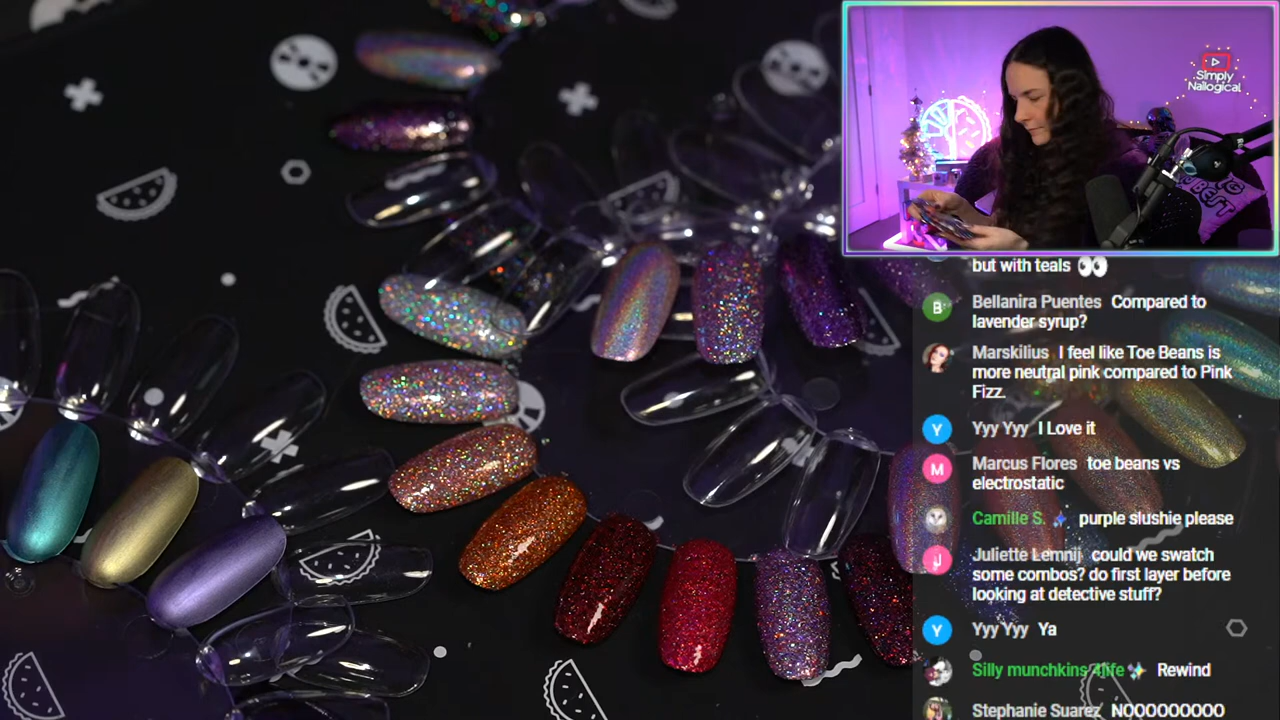 Simply
Nailogical
but with teals 👀
B Bellanira Puentes Compared to
lavender syrup?
Marskilius I feel like Toe Beans is
more neutral pink compared to Pink
Fizz.
Y Yyy Yyy I Love it
M Marcus Flores toe beans vs
electrostatic
Camille S. purple slushie please
J Juliette Lemnij could we swatch
some combos? do first layer before
looking at detective stuff?
Y Yyy Yyy Ya
Silly munchkins 4life ✨ Rewind
Stephanie Suarez NOOOOOOOOO